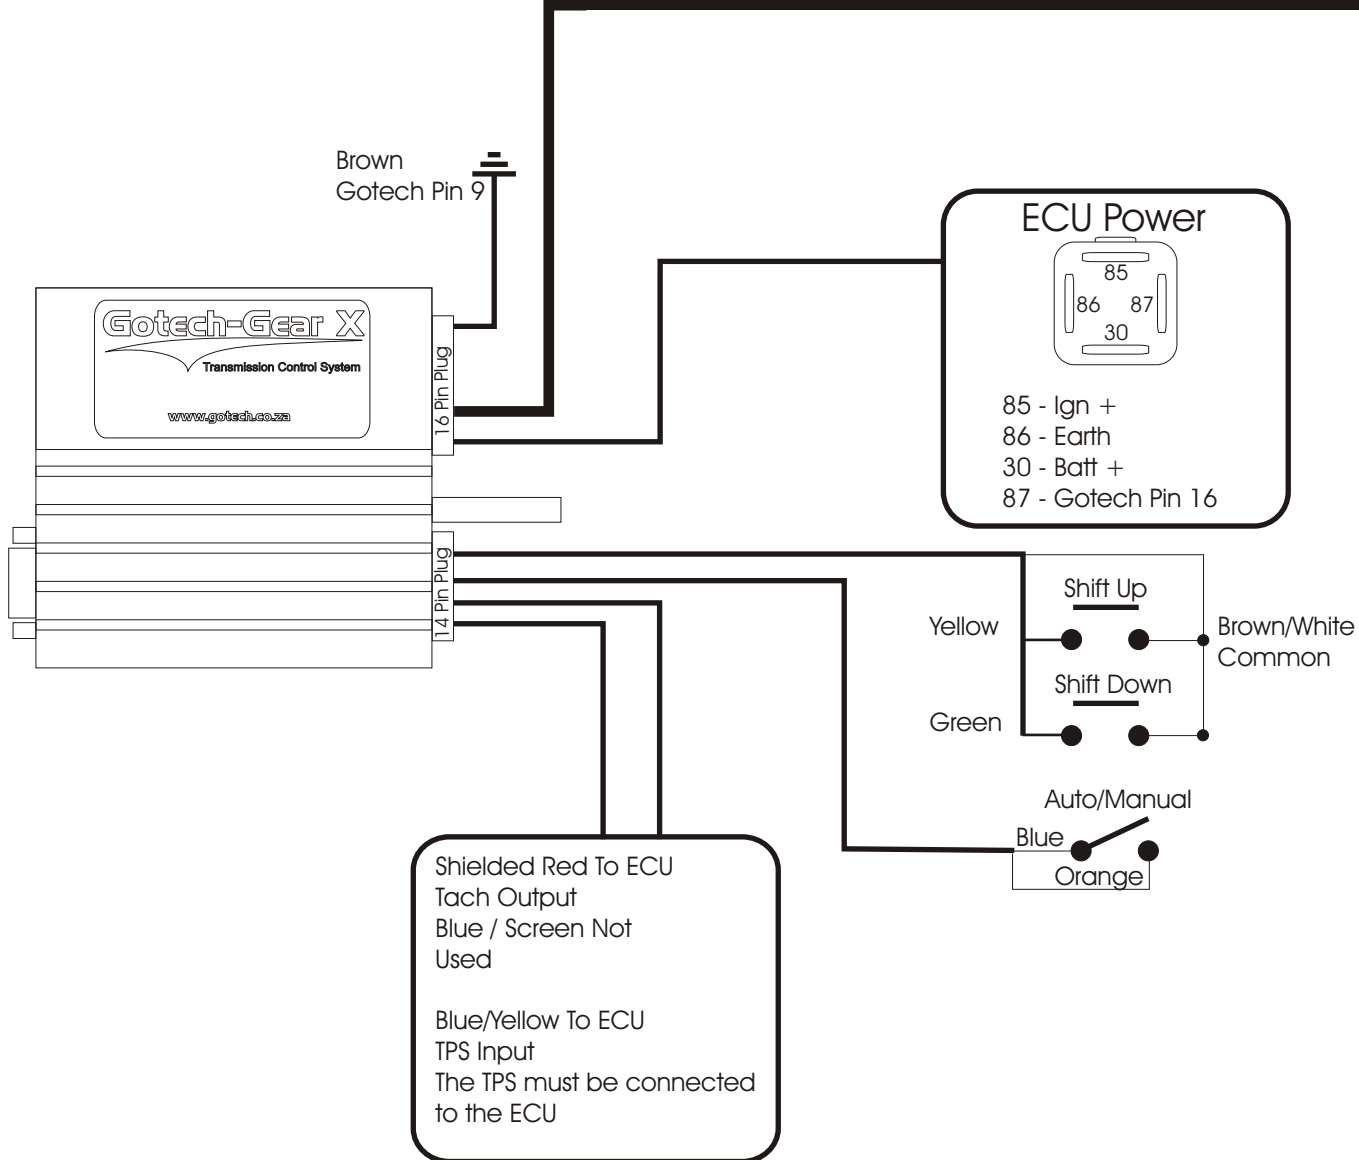 Brown
Gotech Pin 9
ECU Power
85
86 87
30
85 - Ign +
86 - Earth
30 - Batt +
87 - Gotech Pin 16
Gotech-Gear X
Transmission Control System
www.gotech.co.za
16 Pin Plug
14 Pin Plug
Shift Up
Yellow
Brown/White
Common
Shift Down
Green
Auto/Manual
Blue
Orange
Shielded Red To ECU
Tach Output
Blue / Screen Not
Used
Blue/Yellow To ECU
TPS Input
The TPS must be connected
to the ECU